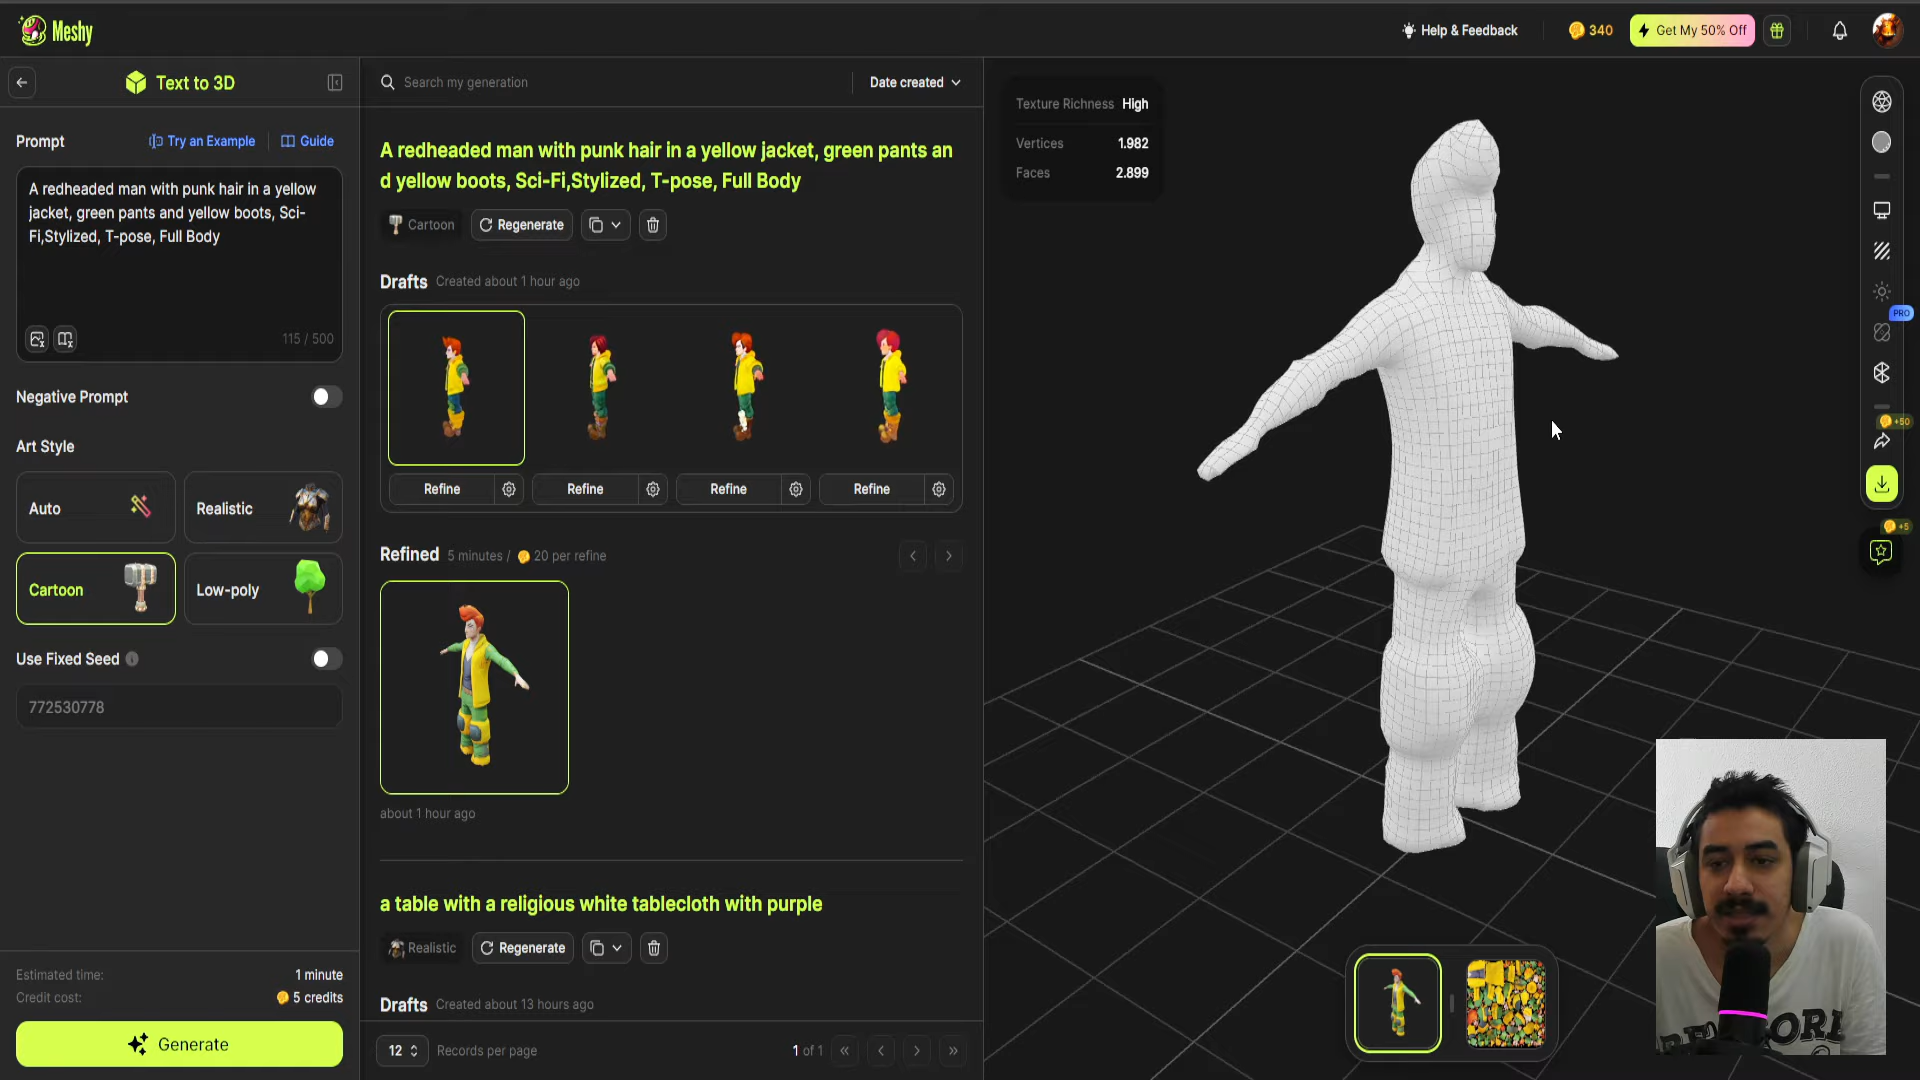 Meshy
Help & Feedback
340
Get My 50% Off
Text to 3D
Search my generation
Date created
Prompt
Try an Example
Guide
A redheaded man with punk hair in a yellow
jacket, green pants and yellow boots, Sci-
Fi,Stylized, T-pose, Full Body
115 / 500
Negative Prompt
Art Style
Auto
Realistic
Cartoon
Low-poly
Use Fixed Seed
772530778
Estimated time:
1 minute
Credit cost:
5 credits
Generate
A redheaded man with punk hair in a yellow jacket, green pants an
d yellow boots, Sci-Fi,Stylized, T-pose, Full Body
Cartoon
Regenerate
Drafts
Created about 1 hour ago
Refine
Refine
Refine
Refine
Refined
5 minutes /
20 per refine
about 1 hour ago
a table with a religious white tablecloth with purple
Realistic
Regenerate
Drafts
Created about 13 hours ago
12
Records per page
1 of 1
Texture Richness High
Vertices 1.982
Faces 2.899
PRO
+50
+5